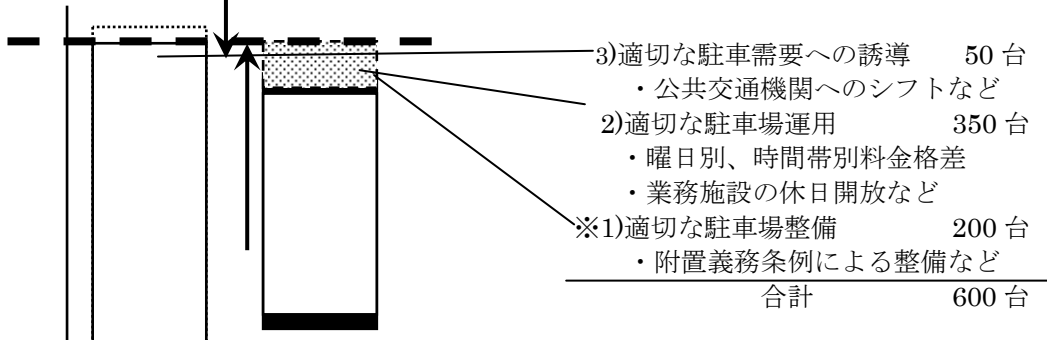 3)適切な駐車需要への誘導 50 台
・公共交通機関へのシフトなど
2)適切な駐車場運用 350 台
・曜日別、時間帯別料金格差
・業務施設の休日開放など
※1)適切な駐車場整備 200 台
・附置義務条例による整備など
合計 600 台